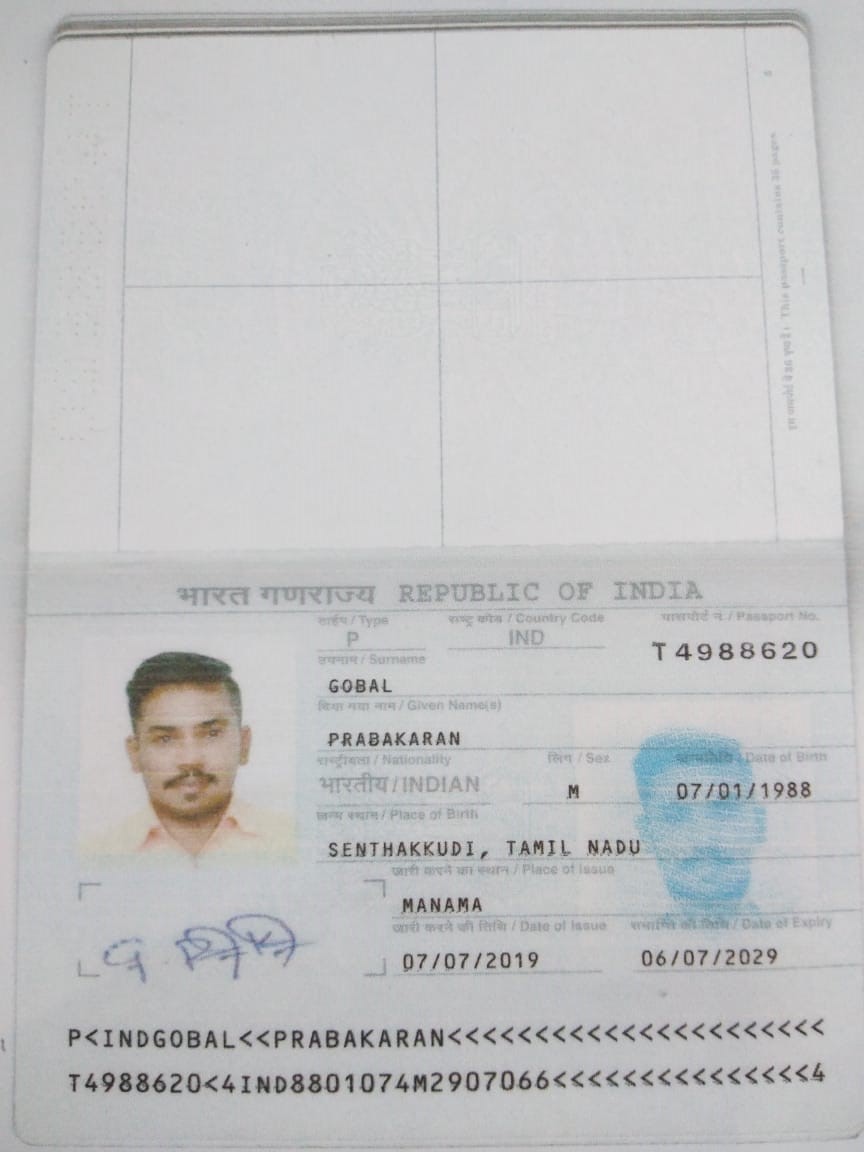 इस पासपोर्ट में 36 पृष्ठ हैं। This passport contains 36 pages
भारत गणराज्य REPUBLIC OF INDIA
टाईप / Type राष्ट्र कोड / Country Code पासपोर्ट नं. / Passport No.
P IND T4988620
उपनाम / Surname
GOBAL
दिया गया नाम / Given Name(s)
PRABAKARAN
राष्ट्रीयता / Nationality लिंग / Sex जन्मतिथि / Date of Birth
भारतीय/INDIAN M 07/01/1988
जन्म स्थान / Place of Birth
SENTHAKKUDI, TAMIL NADU
जारी करने का स्थान / Place of Issue
MANAMA
जारी करने की तिथि / Date of Issue समाप्ति की तिथि / Date of Expiry
07/07/2019 06/07/2029
P<INDGOBAL<<PRABAKARAN<<<<<<<<<<<<<<<<<<<<<<
T4988620<4IND8801074M2907066<<<<<<<<<<<<<<<4